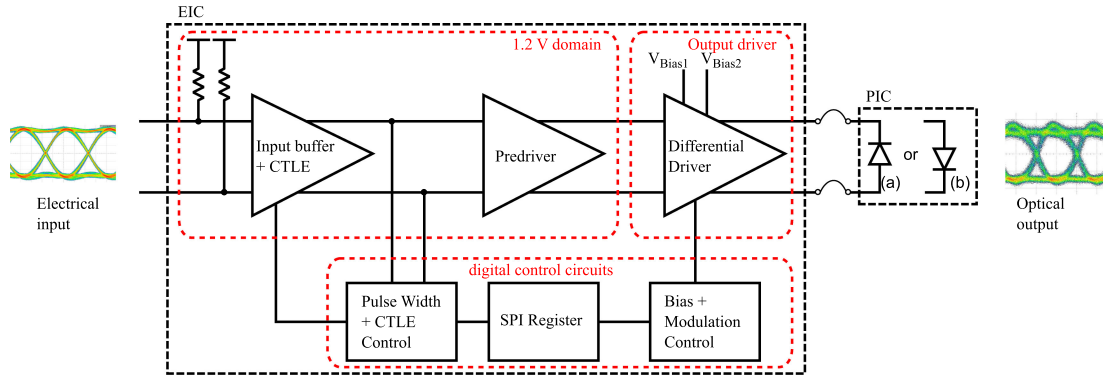 EIC
1.2 V domain
Output driver
VBias1
VBias2
PIC
Input buffer
+ CTLE
Predriver
Differential
Driver
(a)
or
(b)
Electrical
input
Optical
output
digital control circuits
Pulse Width
+ CTLE
Control
SPI Register
Bias +
Modulation
Control